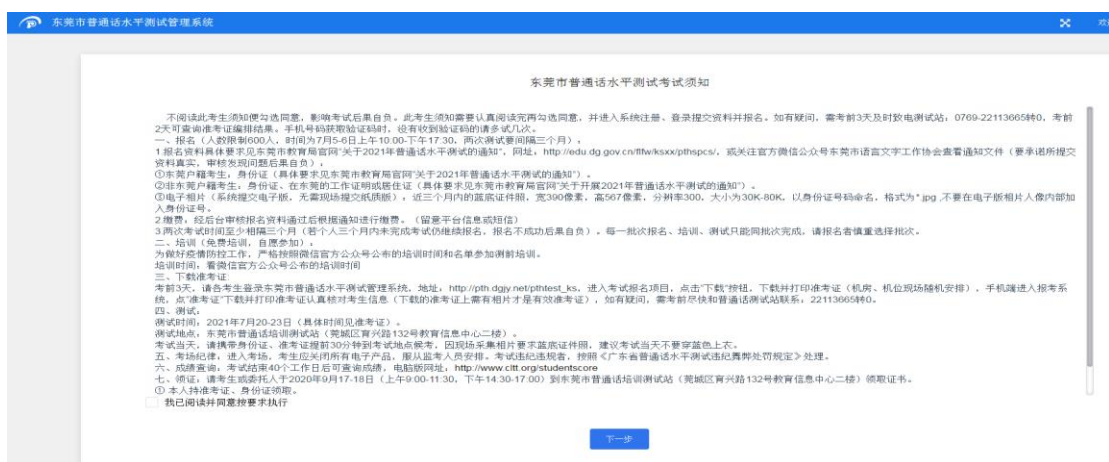 东莞市普通话水平测试管理系统
东莞市普通话水平测试考试须知
不阅读此考生须知便勾选同意，影响考试后果自负。此考生须知需要认真阅读完再勾选同意，并进入系统注册、登录提交资料并报名。如有疑问，需考前3天及时致电测试站：0769-22113665转0，考前
2天可查询准考证编排结果。手机号码获取验证码时，没有收到验证码的请多试几次。
一、报名（人数限制600人，时间为7月5-6日上午10:00-下午17:30，两次测试要间隔三个月）；
1.报名资料具体要求见东莞市教育局官网“关于2021年普通话水平测试的通知”，网址：http://edu.dg.gov.cn/flfw/ksxx/pthspcs/，或关注官方微信公众号东莞市语言文字工作协会查看通知文件（要承诺所提交
资料真实，审核发现问题后果自负）；
①东莞户籍考生：身份证（具体要求见东莞市教育局官网“关于2021年普通话水平测试的通知”）。
②非东莞户籍考生：身份证、在东莞的工作证明或居住证（具体要求见东莞市教育局官网“关于开展2021年普通话水平测试的通知”）。
③电子相片（系统提交电子版，无需现场提交纸质版）：近三个月内的蓝底证件照，宽390像素，高567像素，分辨率300，大小为30K-80K，以身份证号码命名，格式为*.jpg ,不要在电子版相片人像内部加
入身份证号。
2.缴费：经后台审核报名资料通过后根据通知进行缴费。（留意平台信息或短信）
3.两次考试时间至少相隔三个月（若个人三个月内未完成考试仍继续报名，报名不成功后果自负）。每一批次报名、培训、测试只能同批次完成，请报名者慎重选择批次。
二、培训（免费培训，自愿参加）：
为做好疫情防控工作，严格按照微信官方公众号公布的培训时间和名单参加测前培训。
培训时间：看微信官方公众号公布的培训时间
三、下载准考证:
考前3天，请各考生登录东莞市普通话水平测试管理系统，地址：http://pth.dgjy.net/pthtest_ks，进入考试报名项目，点击“下载”按钮，下载并打印准考证（机房、机位现场随机安排），手机端进入报考系
统，点“准考证”下载并打印准考证认真核对考生信息（下载的准考证上需有相片才是有效准考证），如有疑问，需考前尽快和普通话测试站联系：22113665转0。
四、测试：
测试时间：2021年7月20-23日（具体时间见准考证）。
测试地点：东莞市普通话培训测试站（莞城区育兴路132号教育信息中心二楼）。
考试当天，请携带身份证、准考证提前30分钟到考试地点候考，因现场采集相片要求蓝底证件照，建议考试当天不要穿蓝色上衣。
五、考场纪律：进入考场，考生应关闭所有电子产品，服从监考人员安排。考试违纪违规者，按照《广东省普通话水平测试违纪舞弊处罚规定》处理。
六、成绩查询：考试结束40个工作日后可查询成绩，电脑版网址：http://www.cltt.org/studentscore
七、领证：请考生或委托人于2020年9月17-18日（上午9:00-11:30，下午14:30-17:00）到东莞市普通话培训测试站（莞城区育兴路132号教育信息中心二楼）领取证书。
① 本人持准考证、身份证领取。
我已阅读并同意按要求执行
下一步